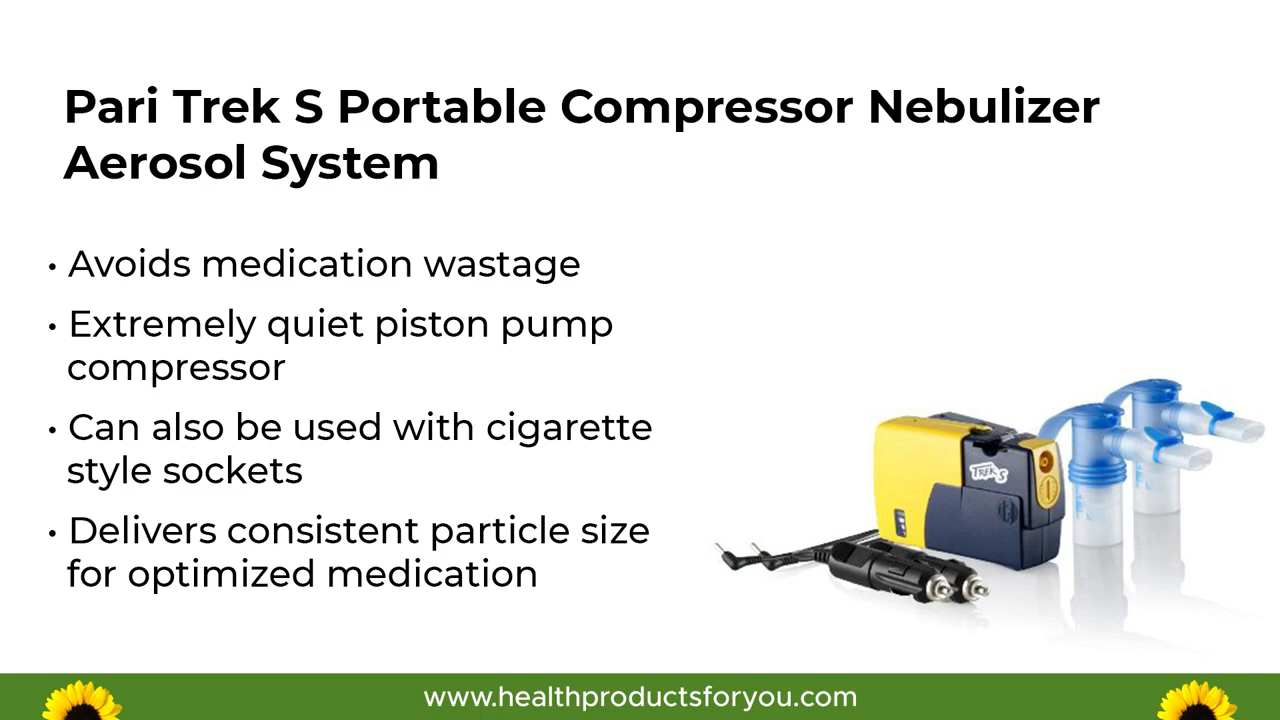 Pari Trek S Portable Compressor Nebulizer
Aerosol System
• Avoids medication wastage
• Extremely quiet piston pump
compressor
• Can also be used with cigarette
style sockets
• Delivers consistent particle size
for optimized medication
TREK S
www.healthproductsforyou.com